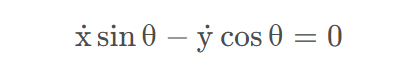 ẋ sin θ − ẏ cos θ = 0